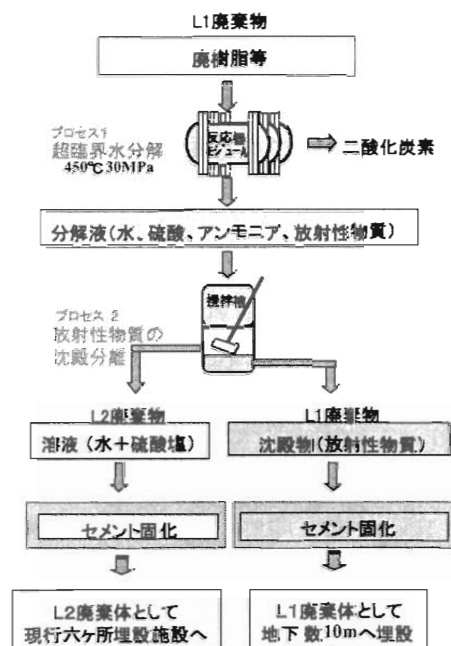 L1廃棄物
廃樹脂等
プロセス1
超臨界水分解
450℃ 30MPa
反応器
モジュール
二酸化炭素
分解液(水、硫酸、アンモニア、放射性物質)
プロセス 2
放射性物質の
沈殿分離
攪拌槽
L2廃棄物
溶液 (水+硫酸塩)
L1廃棄物
沈殿物(放射性物質)
セメント固化
セメント固化
L2廃棄体として
現行六ヶ所埋設施設へ
L1廃棄体として
地下数10mへ埋設